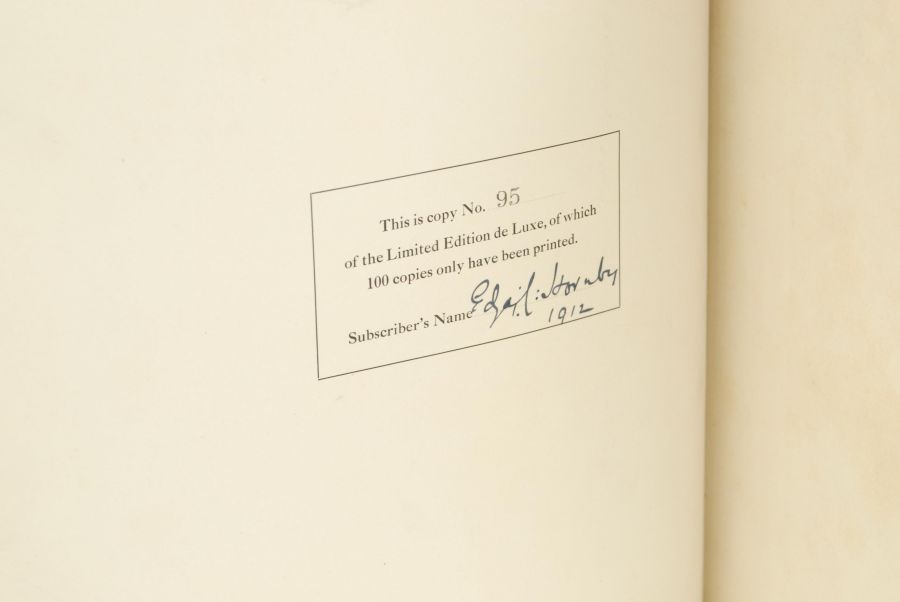 This is copy No. 95
of the Limited Edition de Luxe, of which
100 copies only have been printed.
Subscriber's Name Hornby
1912